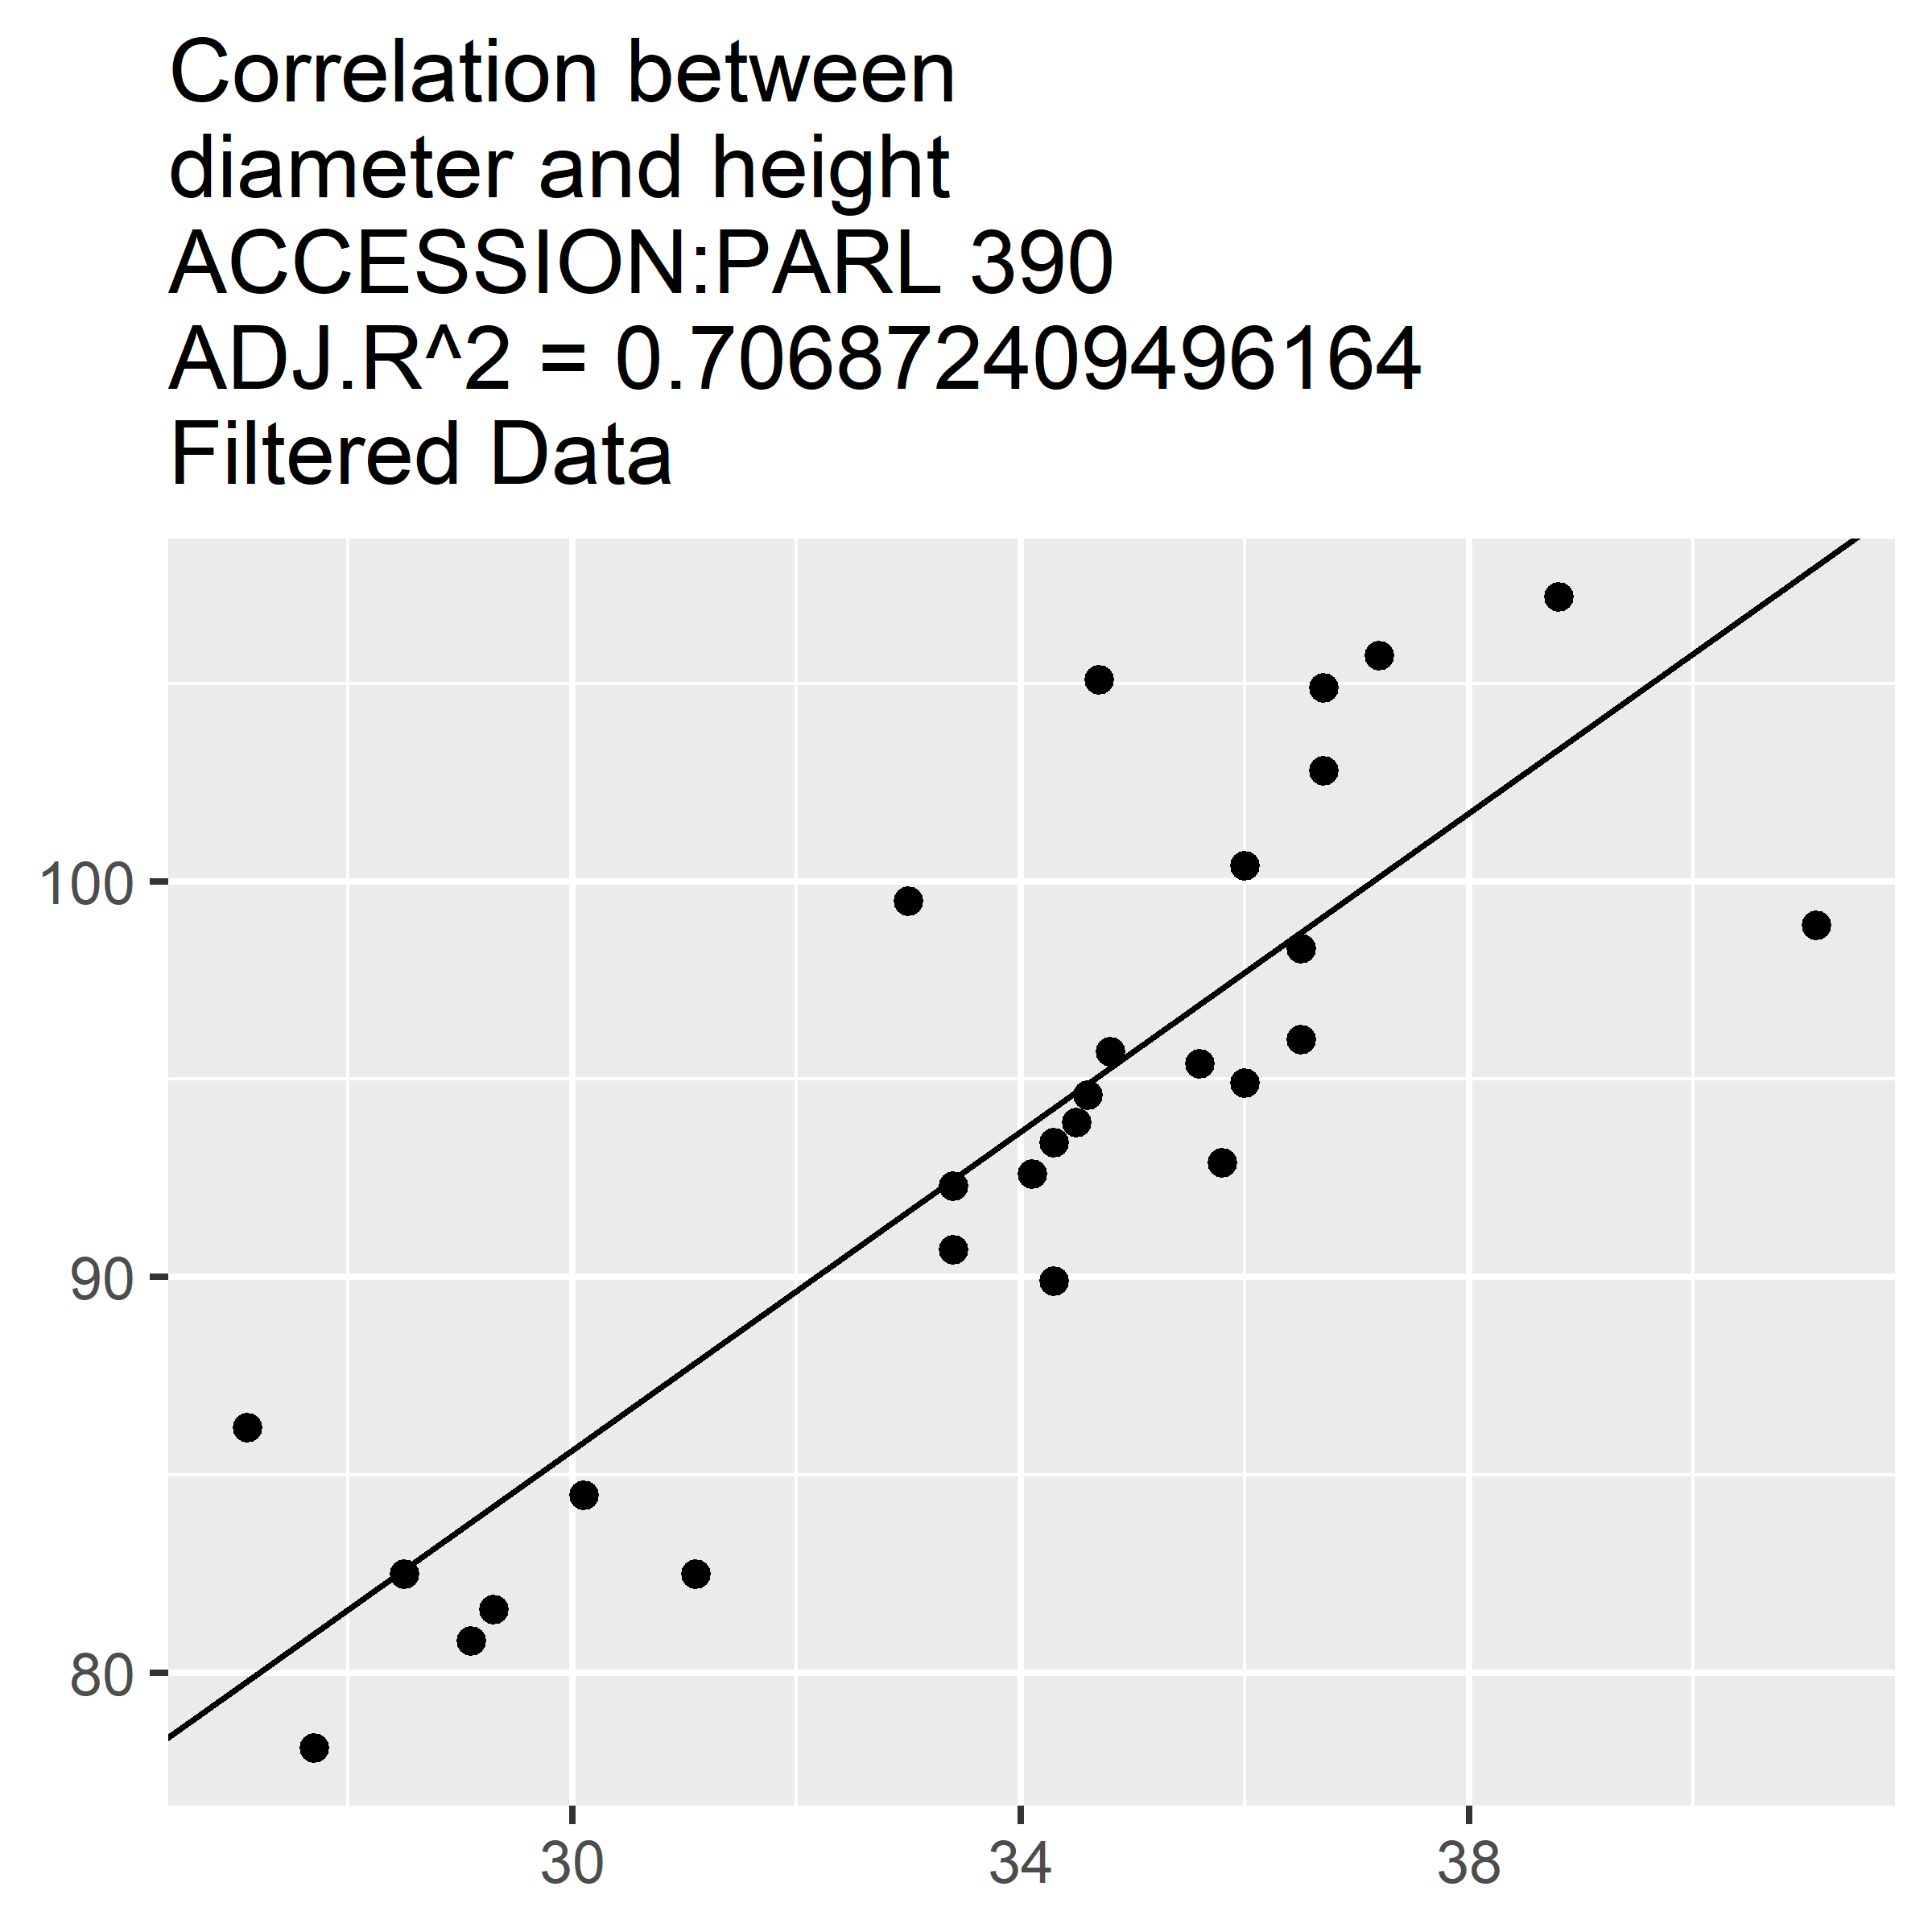 Correlation between
diameter and height
ACCESSION:PARL 390
ADJ.R^2 = 0.706872409496164
Filtered Data
100
90
80
30 34 38